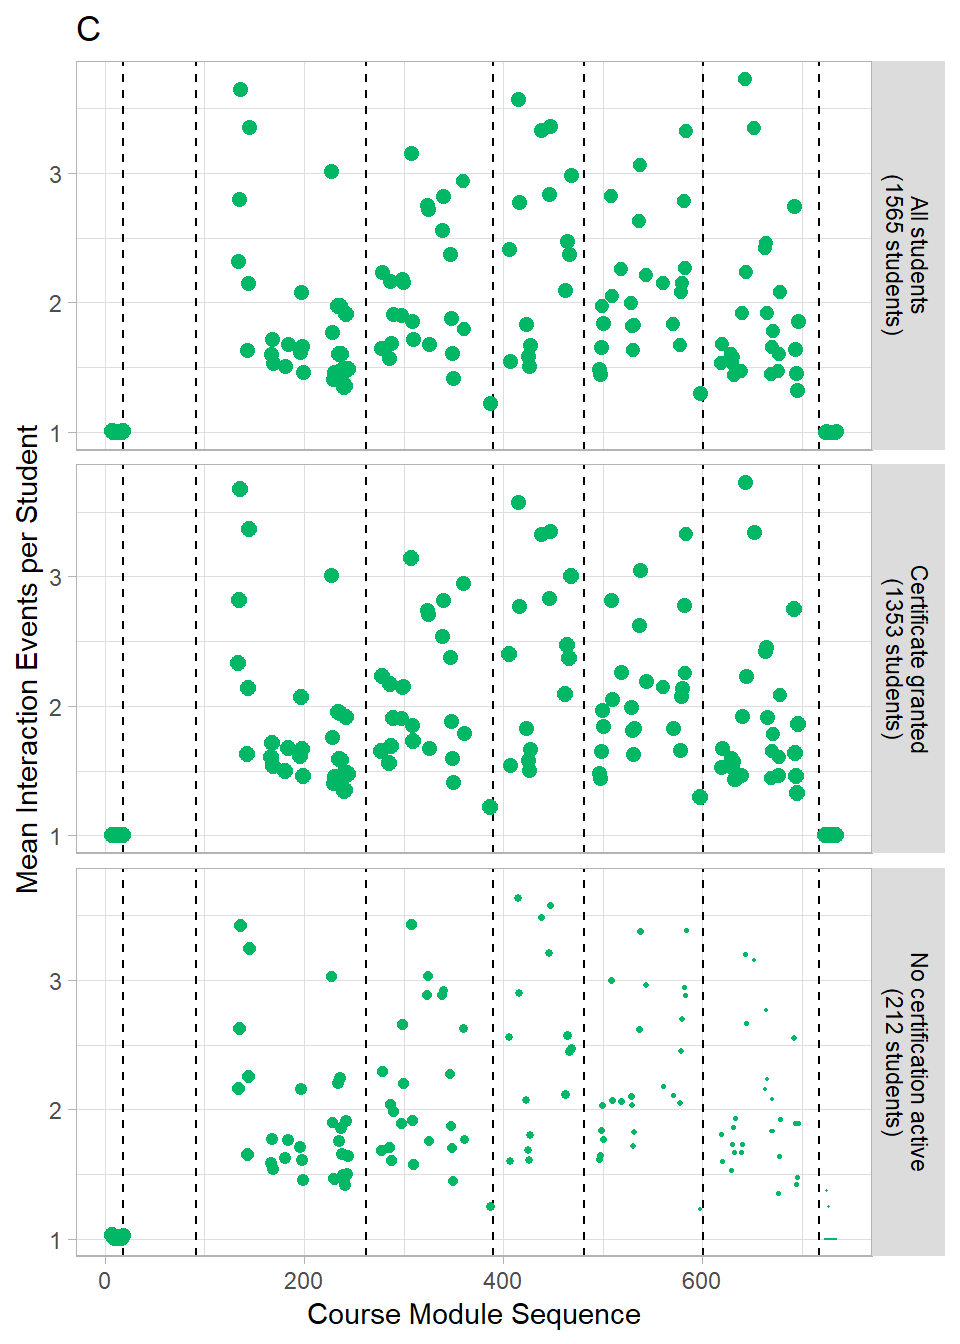 C
3
2
1
All students
(1565 students)
3
2
1
Certificate granted
(1353 students)
3
2
1
No certification active
(212 students)
Mean Interaction Events per Student
0 200 400 600
Course Module Sequence